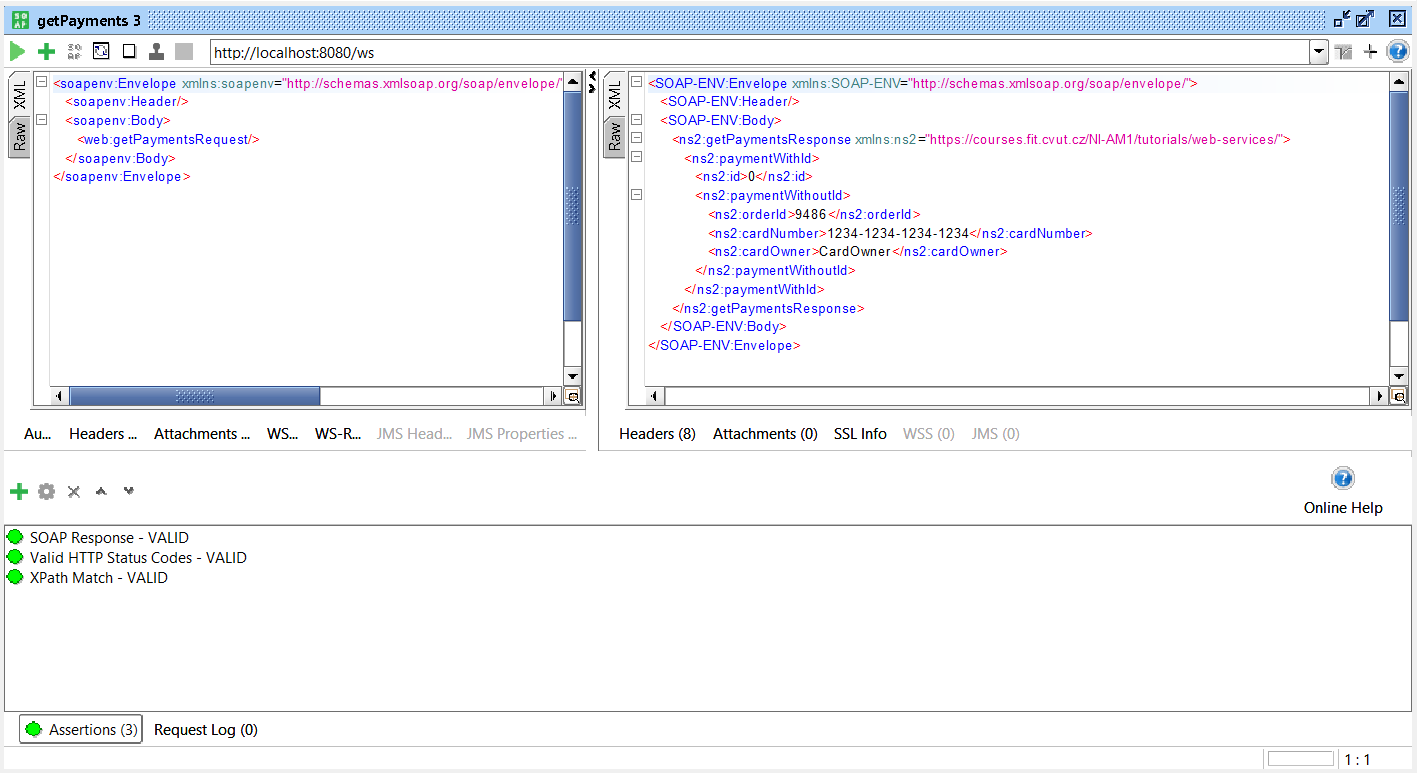 getPayments 3
http://localhost:8080/ws
XML
Raw
<soapenv:Envelope xmlns:soapenv="http://schemas.xmlsoap.org/soap/envelope/"
<soapenv:Header/>
<soapenv:Body>
<web:getPaymentsRequest/>
</soapenv:Body>
</soapenv:Envelope>
XML
Raw
<SOAP-ENV:Envelope xmlns:SOAP-ENV="http://schemas.xmlsoap.org/soap/envelope/">
<SOAP-ENV:Header/>
<SOAP-ENV:Body>
<ns2:getPaymentsResponse xmlns:ns2="https://courses.fit.cvut.cz/NI-AM1/tutorials/web-services/">
<ns2:paymentWithId>
<ns2:id>0</ns2:id>
<ns2:paymentWithoutId>
<ns2:orderId>9486</ns2:orderId>
<ns2:cardNumber>1234-1234-1234-1234</ns2:cardNumber>
<ns2:cardOwner>CardOwner</ns2:cardOwner>
</ns2:paymentWithoutId>
</ns2:paymentWithId>
</ns2:getPaymentsResponse>
</SOAP-ENV:Body>
</SOAP-ENV:Envelope>
Au... Headers ... Attachments ... WS... WS-R... JMS Head... JMS Properties ...
Headers (8) Attachments (0) SSL Info WSS (0) JMS (0)
Online Help
SOAP Response - VALID
Valid HTTP Status Codes - VALID
XPath Match - VALID
Assertions (3) Request Log (0)
1 : 1